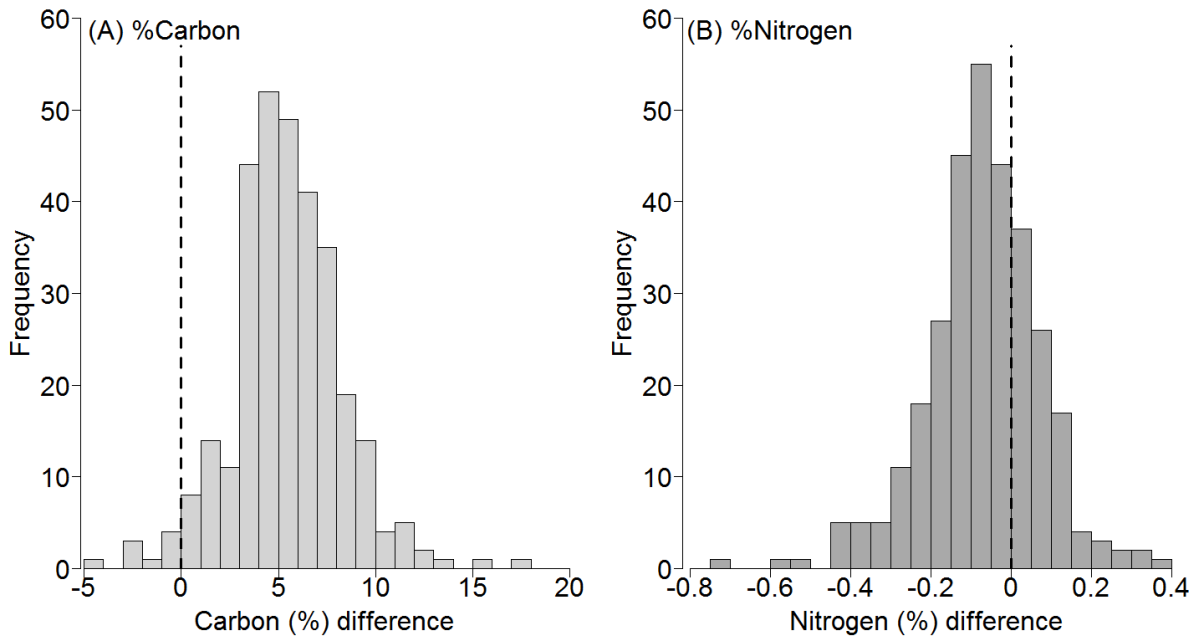 (A) %Carbon
60
50
40
30
20
10
0
Frequency
-5 0 5 10 15 20
Carbon (%) difference
(B) %Nitrogen
60
50
40
30
20
10
0
Frequency
-0.8 -0.6 -0.4 -0.2 0 0.2 0.4
Nitrogen (%) difference